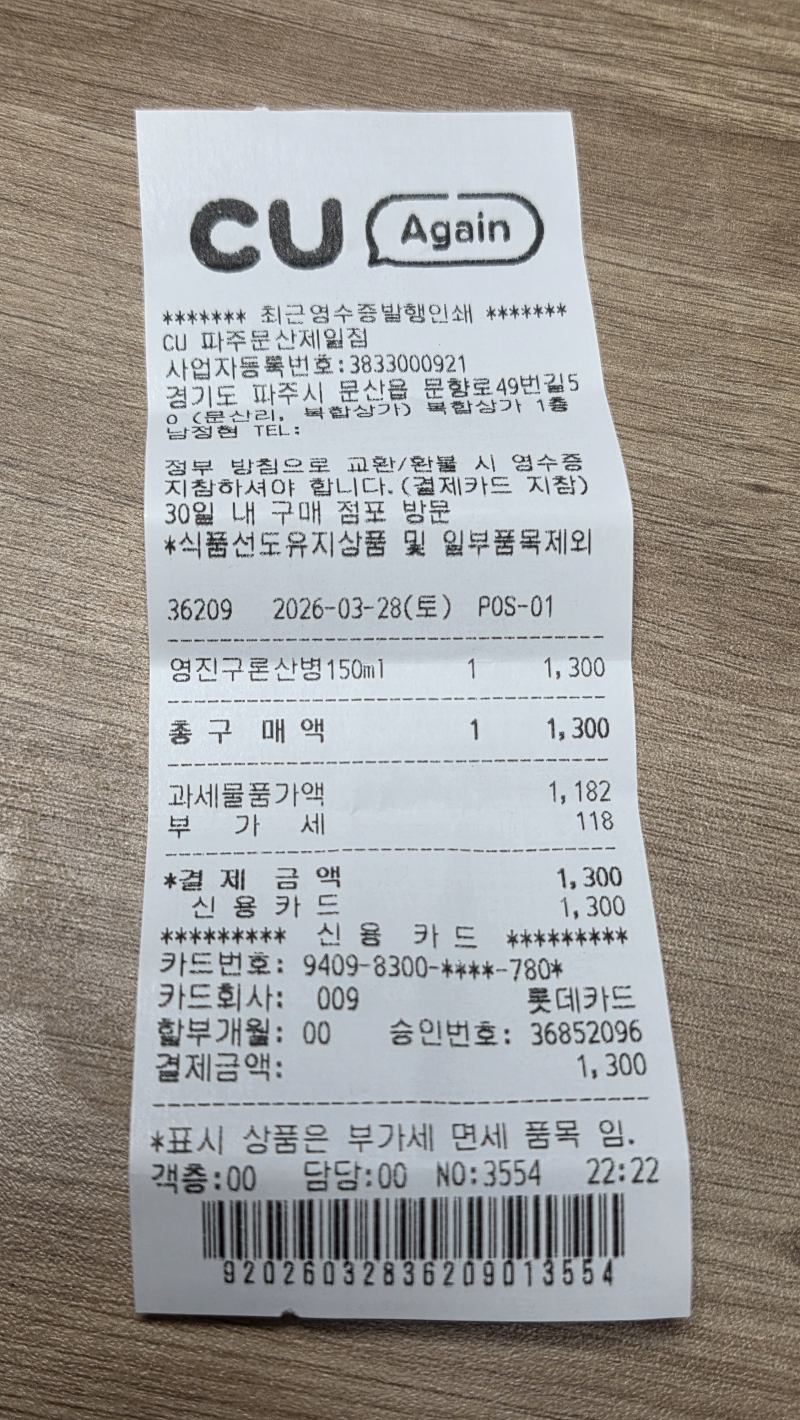 CU Again
******* 최근영수증발행인쇄 *******
CU 파주문산제일점
사업자등록번호:3833000921
경기도 파주시 문산읍 문향로49번길5
0 (문산리, 복합상가) 복합상가 1층
남정현 TEL:
정부 방침으로 교환/환불 시 영수증
지참하셔야 합니다.(결제카드 지참)
30일 내 구매 점포 방문
*식품선도유지상품 및 일부품목제외
36209 2026-03-28(토) POS-01
영진구론산병150ml 1 1,300
총 구 매 액 1 1,300
과세물품가액 1,182
부 가 세 118
*결 제 금 액 1,300
신 용 카 드 1,300
********* 신 용 카 드 *********
카드번호: 9409-8300-****-780*
카드회사: 009 롯데카드
할부개월: 00 승인번호: 36852096
결제금액: 1,300
*표시 상품은 부가세 면세 품목 임.
객층:00 담당:00 NO:3554 22:22
92026032836209013554